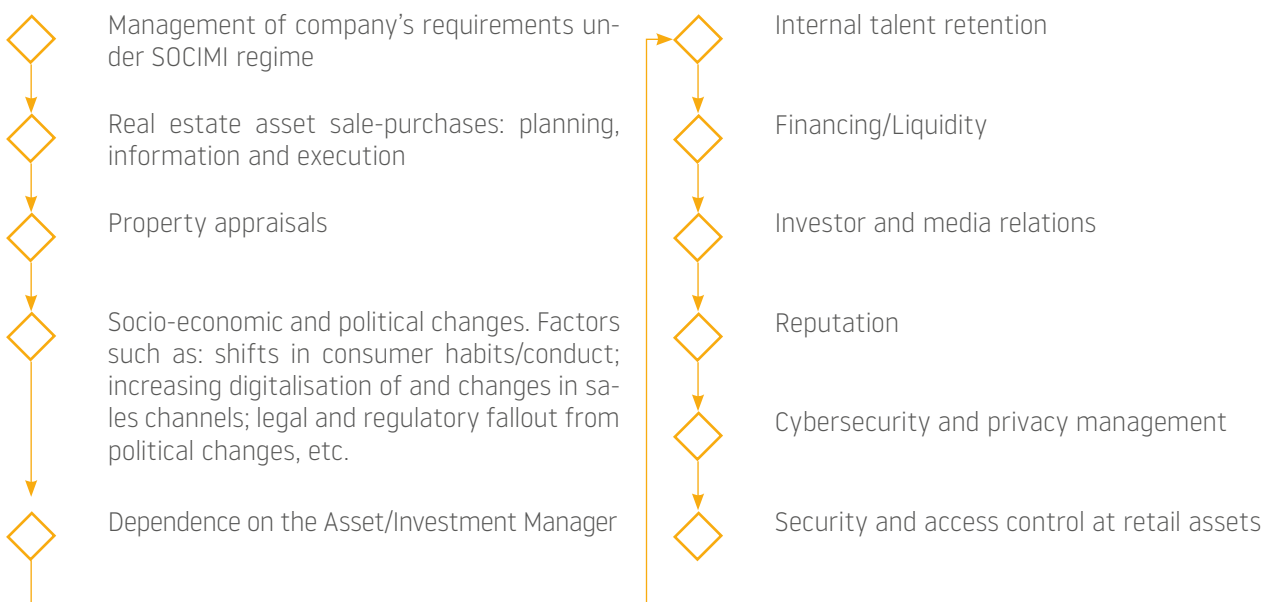 Management of company's requirements un-
der SOCIMI regime
Real estate asset sale-purchases: planning,
information and execution
Property appraisals
Socio-economic and political changes. Factors
such as: shifts in consumer habits/conduct;
increasing digitalisation of and changes in sa-
les channels; legal and regulatory fallout from
political changes, etc.
Dependence on the Asset/Investment Manager
Internal talent retention
Financing/Liquidity
Investor and media relations
Reputation
Cybersecurity and privacy management
Security and access control at retail assets